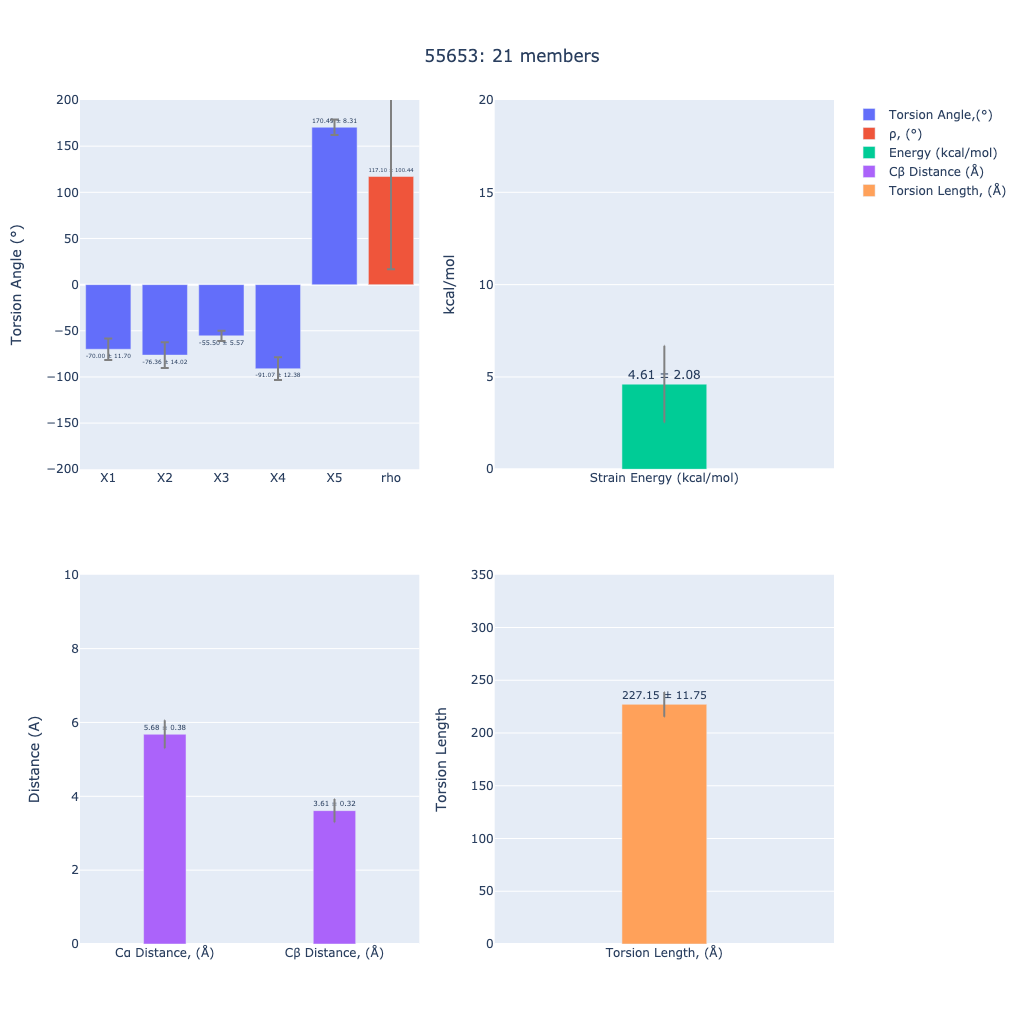 55653: 21 members
Torsion Angle (°)
200
150
100
50
0
−50
−100
−150
−200
170.49 ± 8.31
117.10 ± 100.44
-70.00 ± 11.70
-76.36 ± 14.02
-55.50 ± 5.57
-91.07 ± 12.38
X1 X2 X3 X4 X5 rho
kcal/mol
20
15
10
5
0
4.61 ± 2.08
Strain Energy (kcal/mol)
Torsion Angle,(°)
ρ, (°)
Energy (kcal/mol)
Cβ Distance (Å)
Torsion Length, (Å)
Distance (A)
10
8
6
4
2
0
5.68 ± 0.38
3.61 ± 0.32
Cα Distance, (Å) Cβ Distance, (Å)
Torsion Length
350
300
250
200
150
100
50
0
227.15 ± 11.75
Torsion Length, (Å)